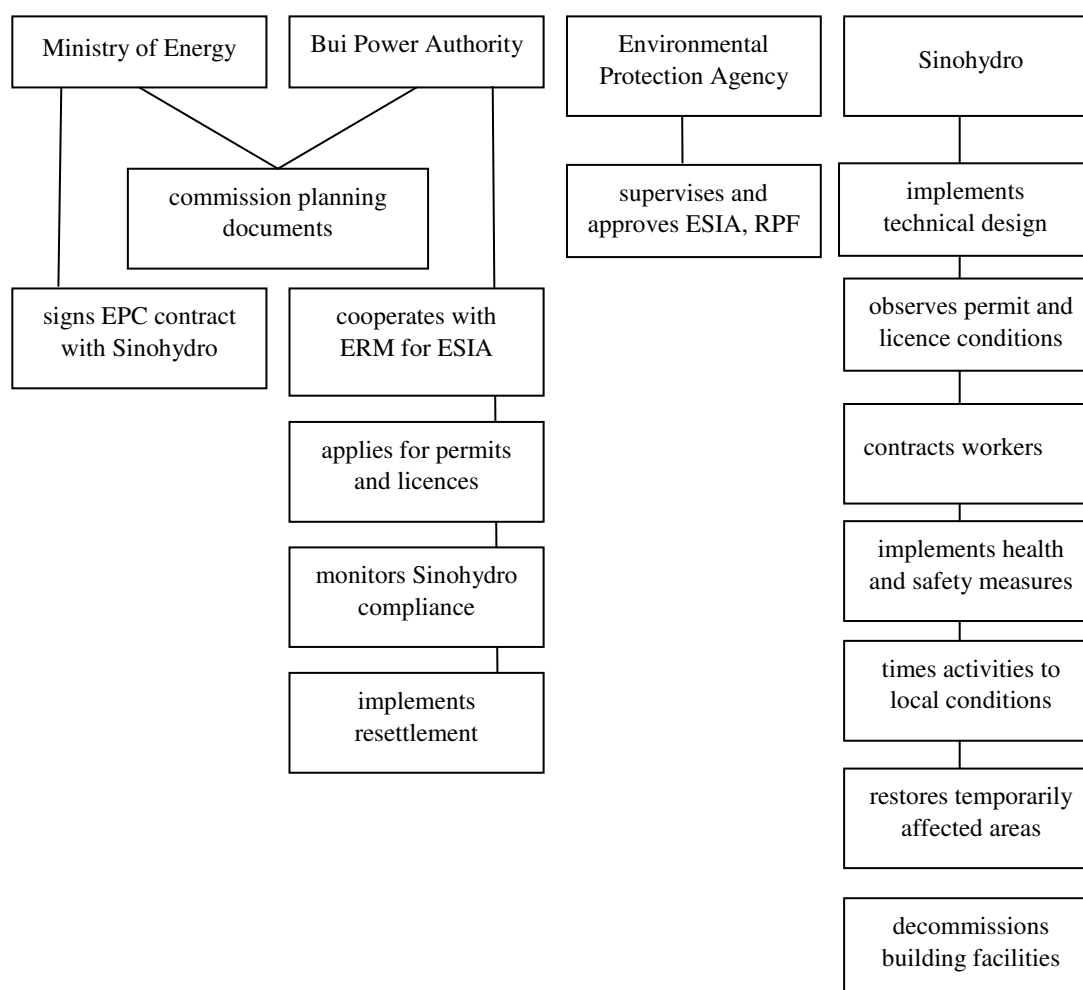 Ministry of Energy
Bui Power Authority
Environmental
Protection Agency
Sinohydro
commission planning
documents
supervises and
approves ESIA, RPF
implements
technical design
signs EPC contract
with Sinohydro
cooperates with
ERM for ESIA
observes permit and
licence conditions
applies for permits
and licences
contracts workers
monitors Sinohydro
compliance
implements health
and safety measures
implements
resettlement
times activities to
local conditions
restores temporarily
affected areas
decommissions
building facilities